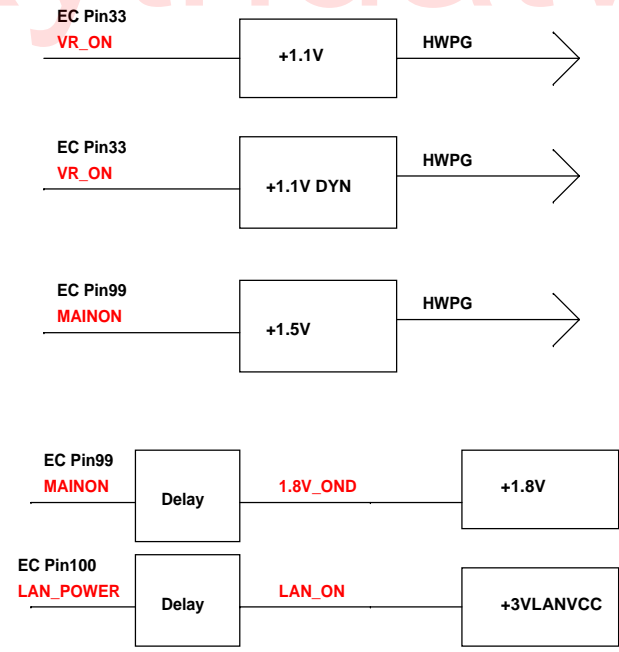 EC Pin33
VR_ON
+1.1V
HWPG
EC Pin33
VR_ON
+1.1V DYN
HWPG
EC Pin99
MAINON
+1.5V
HWPG
EC Pin99
MAINON
Delay
1.8V_OND
+1.8V
EC Pin100
LAN_POWER
Delay
LAN_ON
+3VLANVCC